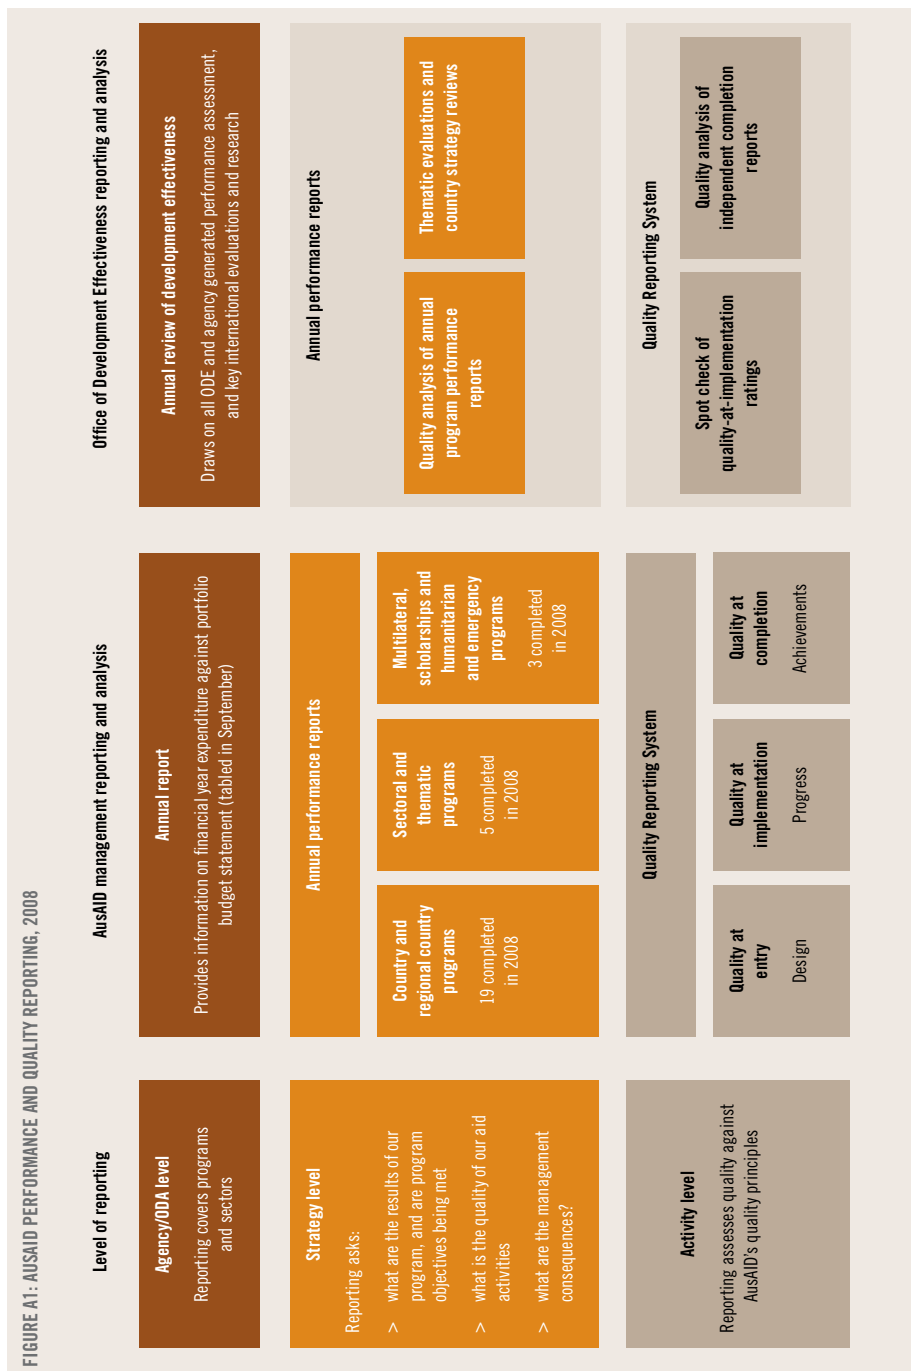 FIGURE A1: AUSAID PERFORMANCE AND QUALITY REPORTING, 2008
Level of reporting
AusAID management reporting and analysis
Office of Development Effectiveness reporting and analysis
Agency/ODA level
Reporting covers programs
and sectors
Annual report
Provides information on financial year expenditure against portfolio
budget statement (tabled in September)
Annual review of development effectiveness
Draws on all ODE and agency generated performance assessment,
and key international evaluations and research
Strategy level
Reporting asks:
> what are the results of our
program, and are program
objectives being met
> what is the quality of our aid
activities
> what are the management
consequences?
Annual performance reports
Country and
regional country
programs
19 completed
in 2008
Sectoral and
thematic
programs
5 completed
in 2008
Multilateral,
scholarships and
humanitarian
and emergency
programs
3 completed
in 2008
Annual performance reports
Quality analysis of annual
program performance
reports
Thematic evaluations and
country strategy reviews
Activity level
Reporting assesses quality against
AusAID's quality principles
Quality Reporting System
Quality at
entry
Design
Quality at
implementation
Progress
Quality at
completion
Achievements
Quality Reporting System
Spot check of
quality-at-implementation
ratings
Quality analysis of
independent completion
reports